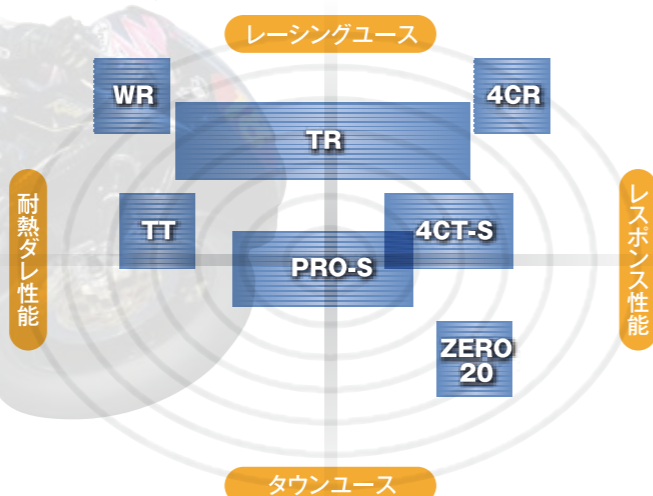 レーシングユース
WR
4CR
TR
耐熱ダレ性能
レスポンス性能
TT
4CT-S
PRO-S
ZERO
20
タウンユース